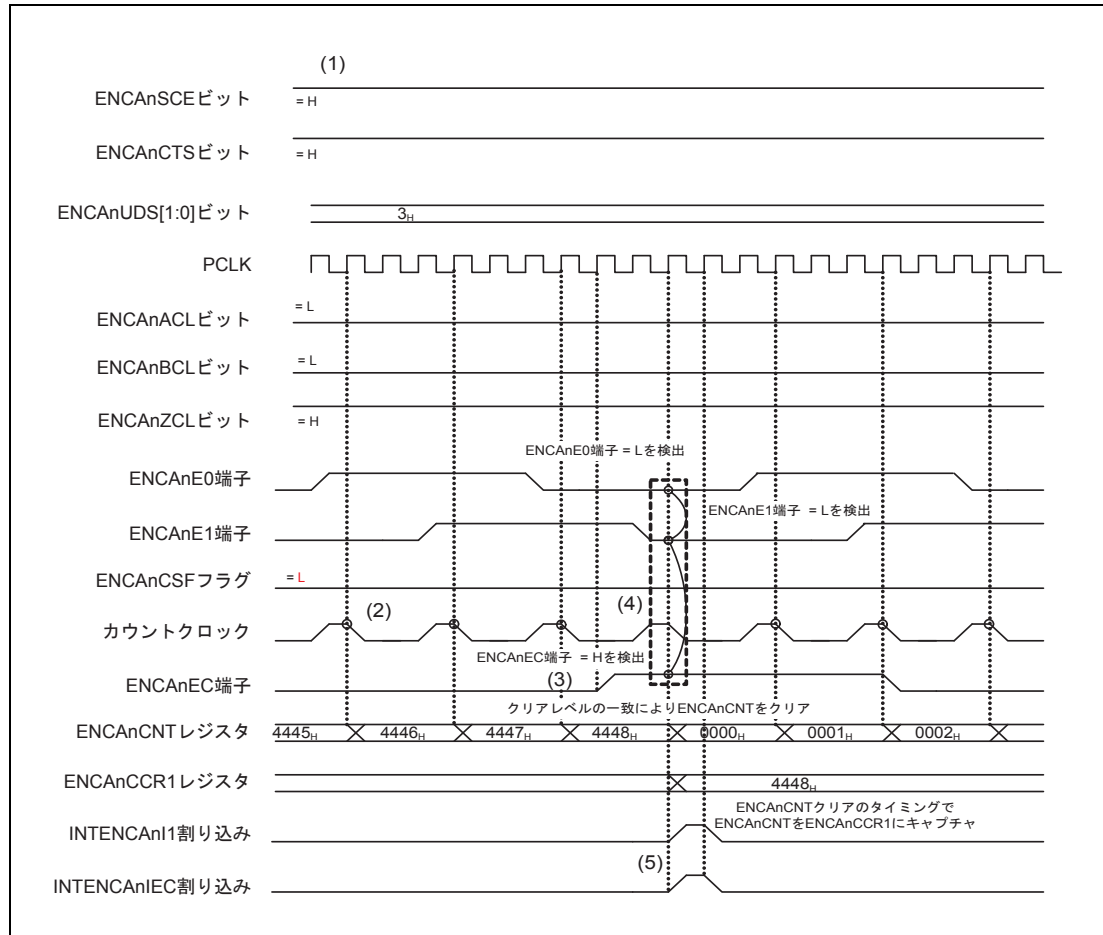 (1)
ENCAnSCEビット = H
ENCAnCTSビット = H
ENCAnUDS[1:0]ビット 3H
PCLK
ENCAnACLビット = L
ENCAnBCLビット = L
ENCAnZCLビット = H
ENCAnE0端子 = Lを検出
ENCAnE0端子
ENCAnE1端子 = Lを検出
ENCAnE1端子
ENCAnCSFフラグ = L
(2) (4)
カウントクロック
ENCAnEC端子 = Hを検出
(3)
ENCAnEC端子
クリアレベルの一致によりENCAnCNTをクリア
ENCAnCNTレジスタ 4445H 4446H 4447H 4448H 0000H 0001H 0002H
ENCAnCCR1レジスタ 4448H
ENCAnCNTクリアのタイミングで
ENCAnCNTをENCAnCCR1にキャプチャ
INTENCAnI1割り込み
(5)
INTENCAnIEC割り込み